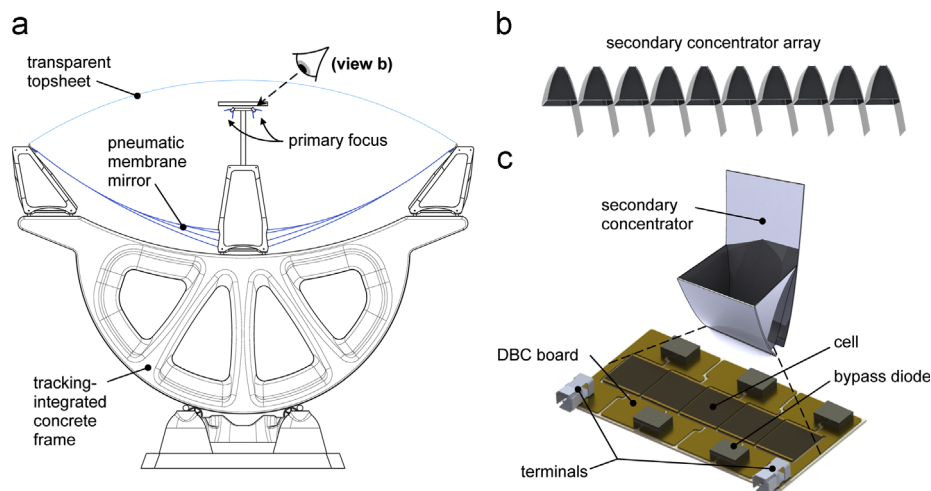 a
transparent
topsheet
(view b)
primary focus
pneumatic
membrane
mirror
tracking-
integrated
concrete
frame
b
secondary concentrator array
c
secondary
concentrator
DBC board
cell
bypass diode
terminals